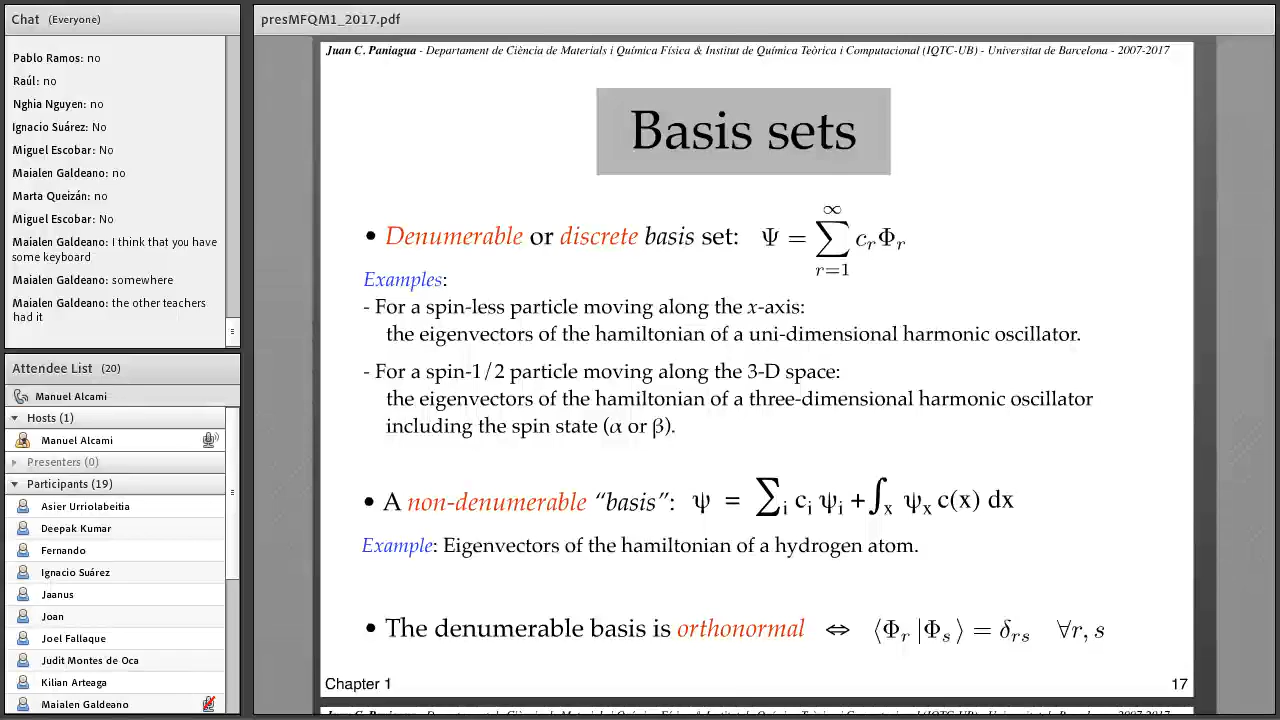 Chat (Everyone)
Pablo Ramos: no
Raúl: no
Nghia Nguyen: no
Ignacio Suárez: No
Miguel Escobar: No
Maialen Galdeano: no
Marta Queizán: no
Miguel Escobar: No
Maialen Galdeano: I think that you have
some keyboard
Maialen Galdeano: somewhere
Maialen Galdeano: the other teachers
had it
Attendee List (20)
Manuel Alcami
Hosts (1)
Manuel Alcami
Presenters (0)
Participants (19)
Asier Urriolabeitia
Deepak Kumar
Fernando
Ignacio Suárez
Jaanus
Joan
Joel Fallaque
Judit Montes de Oca
Kilian Arteaga
Maialen Galdeano
presMFQM1_2017.pdf
Juan C. Paniagua - Departament de Ciència de Materials i Química Física & Institut de Química Teòrica i Computacional (IQTC-UB) - Universitat de Barcelona - 2007-2017
Basis sets
• Denumerable or discrete basis set: Ψ = ∑_{r=1}^{∞} c_r Φ_r
Examples:
- For a spin-less particle moving along the x-axis:
the eigenvectors of the hamiltonian of a uni-dimensional harmonic oscillator.
- For a spin-1/2 particle moving along the 3-D space:
the eigenvectors of the hamiltonian of a three-dimensional harmonic oscillator
including the spin state (α or β).
• A non-denumerable “basis”: ψ = ∑_i c_i ψ_i + ∫_x ψ_x c(x) dx
Example: Eigenvectors of the hamiltonian of a hydrogen atom.
• The denumerable basis is orthonormal ⇔ ⟨Φ_r |Φ_s ⟩ = δ_{rs} ∀r, s
Chapter 1
17